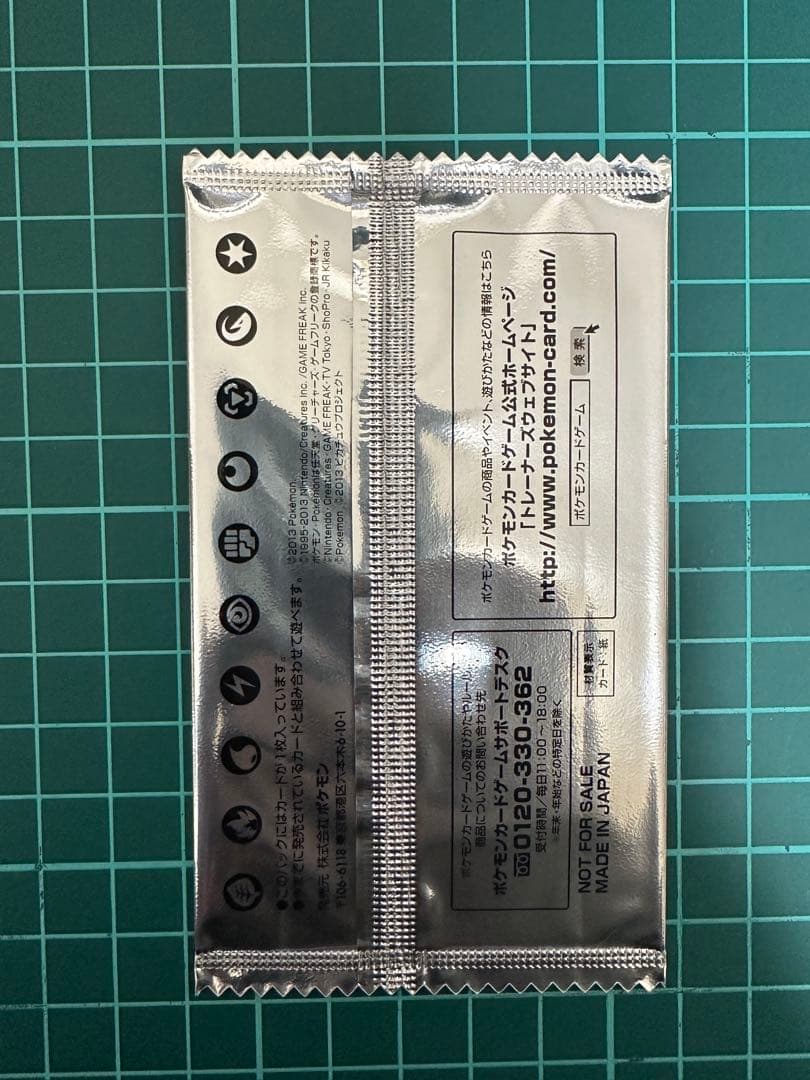 ●このパックにはカードが1枚入っています。
●今までに発売されているカードと組み合わせて遊べます。
発売元 株式会社ポケモン
〒106-6118 ●東京都港区六本木6-10-1
©2013 Pokémon.
©1995-2013 Nintendo/Creatures Inc. /GAME FREAK inc.
ポケモン・Pokémonは任天堂・クリーチャーズ・ゲームフリークの登録商標です。
©Nintendo・Creatures・GAME FREAK・TV Tokyo・ShoPro・JR Kikaku
©Pokémon ©2013 ピカチュウプロジェクト
ポケモンカードゲームの商品やイベント、遊びかたなどの情報はこちら
ポケモンカードゲーム公式ホームページ
「トレーナーズウェブサイト」
http://www.pokemon-card.com/
ポケモンカードゲーム 検索
ポケモンカードゲームの遊びかたやルール、
商品についてのお問い合わせ先
ポケモンカードゲームサポートデスク
0120-330-362
受付時間/毎日11:00～18:00
※年末・年始などの特定日を除く
材質表示
カード:紙
NOT FOR SALE
MADE IN JAPAN